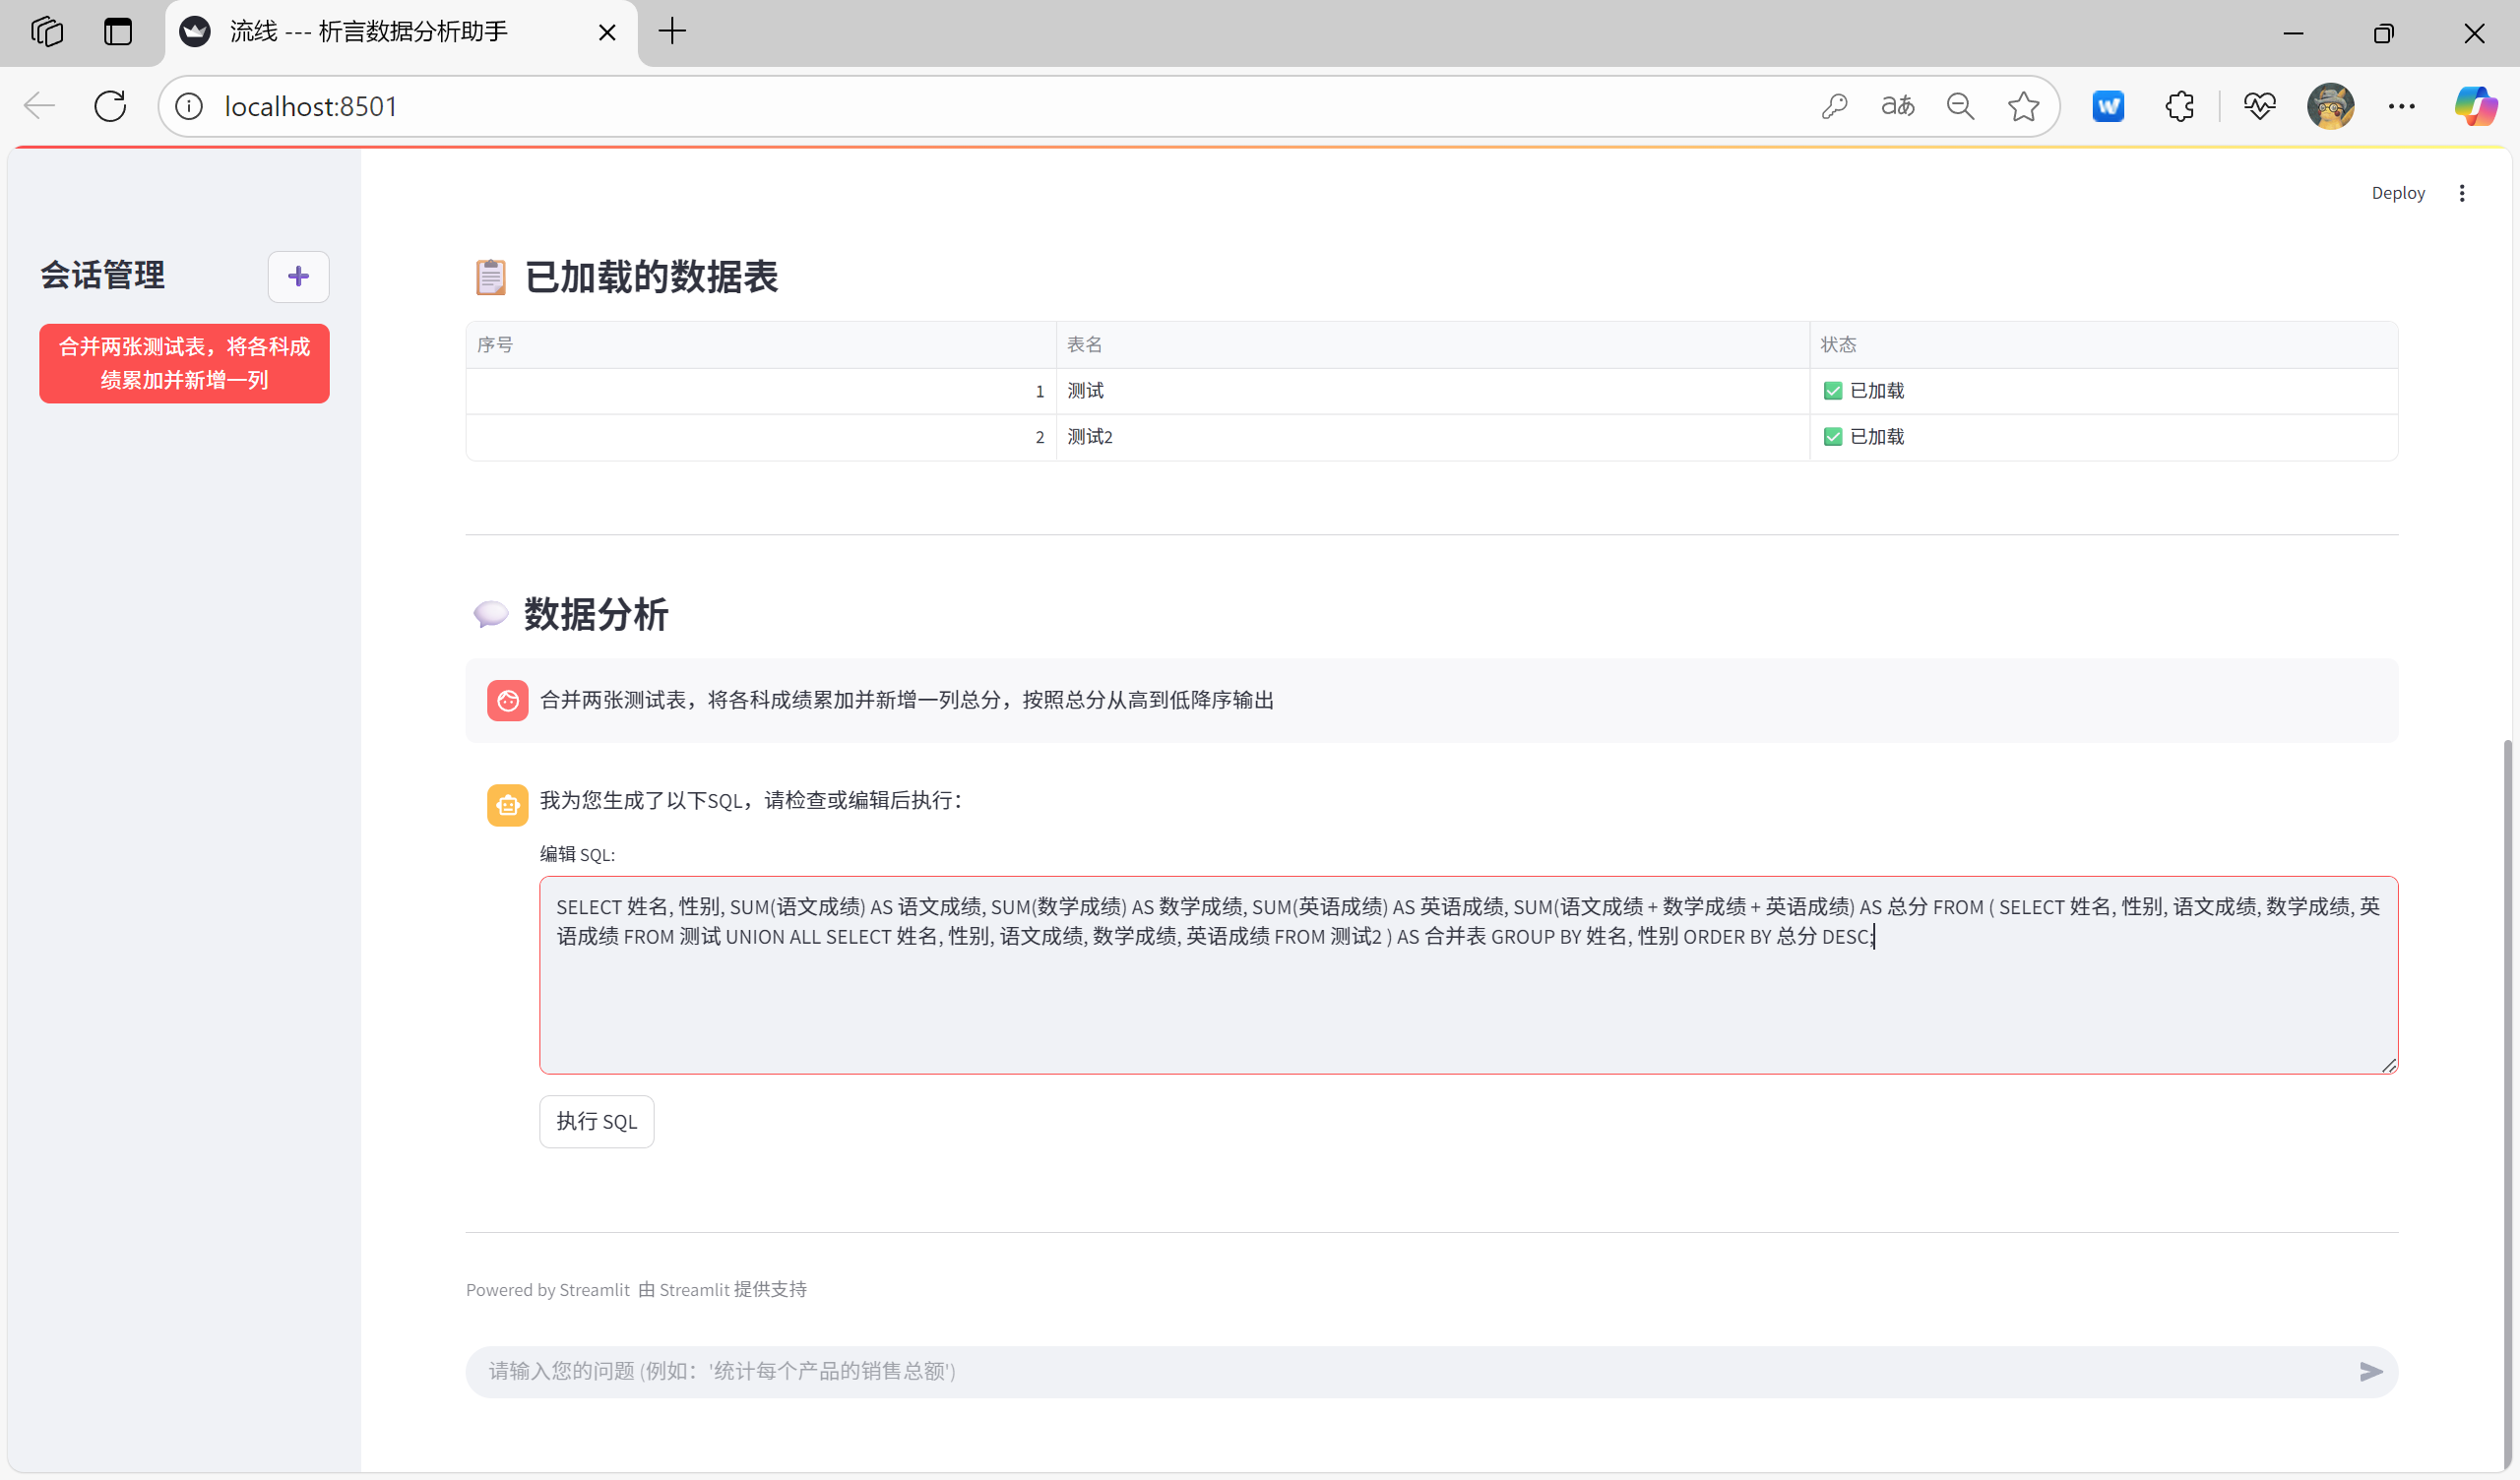 流线 --- 析言数据分析助手
localhost:8501
Deploy
会话管理
合并两张测试表，将各科成
绩累加并新增一列
已加载的数据表
序号 表名 状态
1 测试 已加载
2 测试2 已加载
数据分析
合并两张测试表，将各科成绩累加并新增一列总分，按照总分从高到低降序输出
我为您生成了以下SQL，请检查或编辑后执行：
编辑 SQL:
SELECT 姓名, 性别, SUM(语文成绩) AS 语文成绩, SUM(数学成绩) AS 数学成绩, SUM(英语成绩) AS 英语成绩, SUM(语文成绩 + 数学成绩 + 英语成绩) AS 总分 FROM ( SELECT 姓名, 性别, 语文成绩, 数学成绩, 英
语成绩 FROM 测试 UNION ALL SELECT 姓名, 性别, 语文成绩, 数学成绩, 英语成绩 FROM 测试2 ) AS 合并表 GROUP BY 姓名, 性别 ORDER BY 总分 DESC;
执行 SQL
Powered by Streamlit 由 Streamlit 提供支持
请输入您的问题 (例如：'统计每个产品的销售总额')